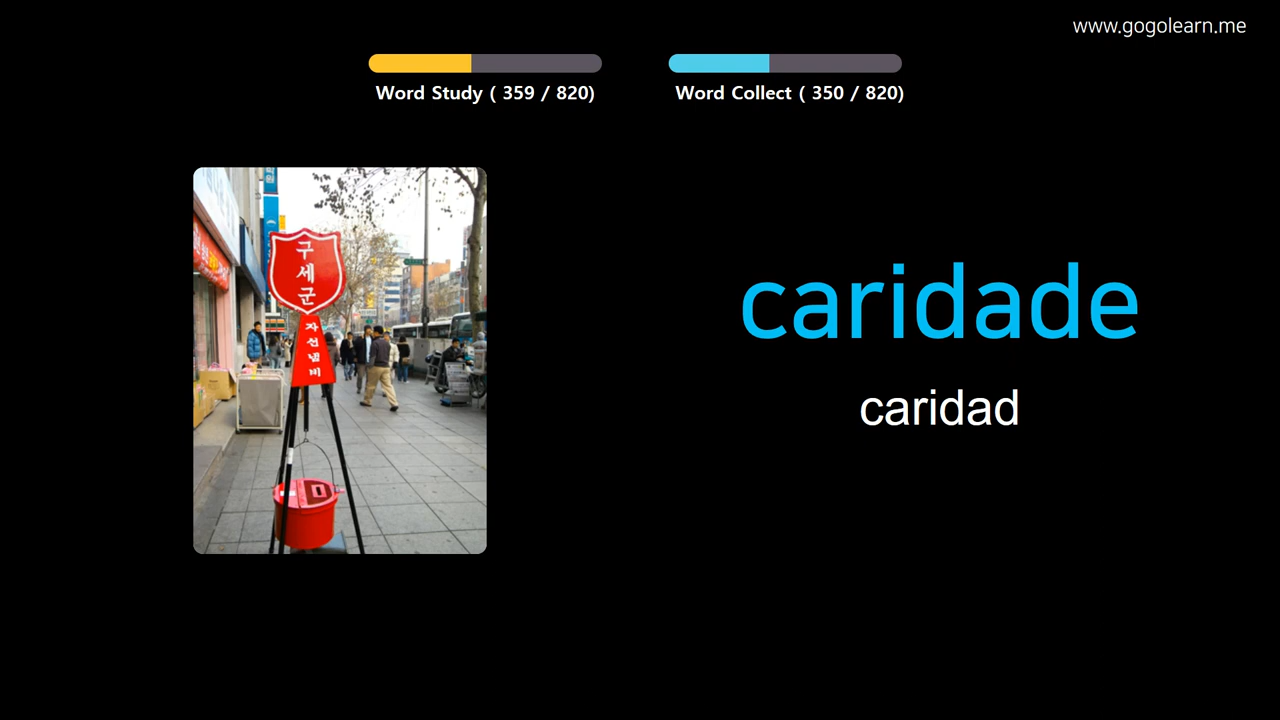 www.gogolearn.me
Word Study ( 359 / 820)
Word Collect ( 350 / 820)
구세군
자선냄비
caridade
caridad